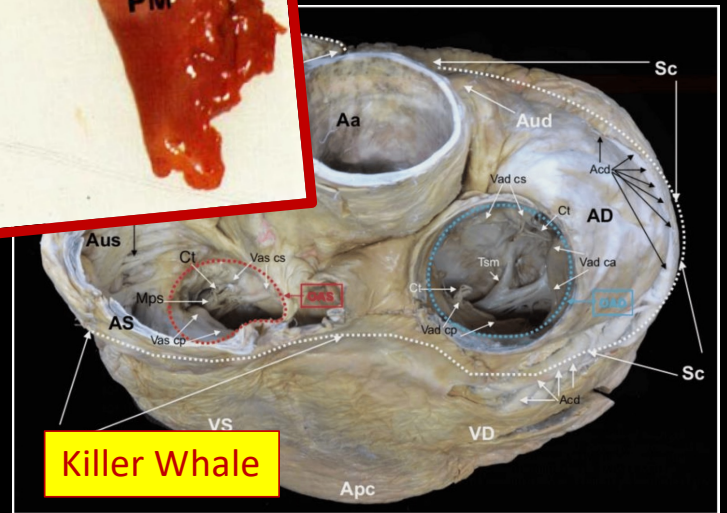 PM
Sc
Aa
Aud
Acd
Vad cs
Ct
AD
Aus
Ct
Vas cs
Tsm
Vad ca
Mps
Ct
AS
Vas cp
Vad cp
Sc
Acd
VS
VD
Killer Whale
Apc